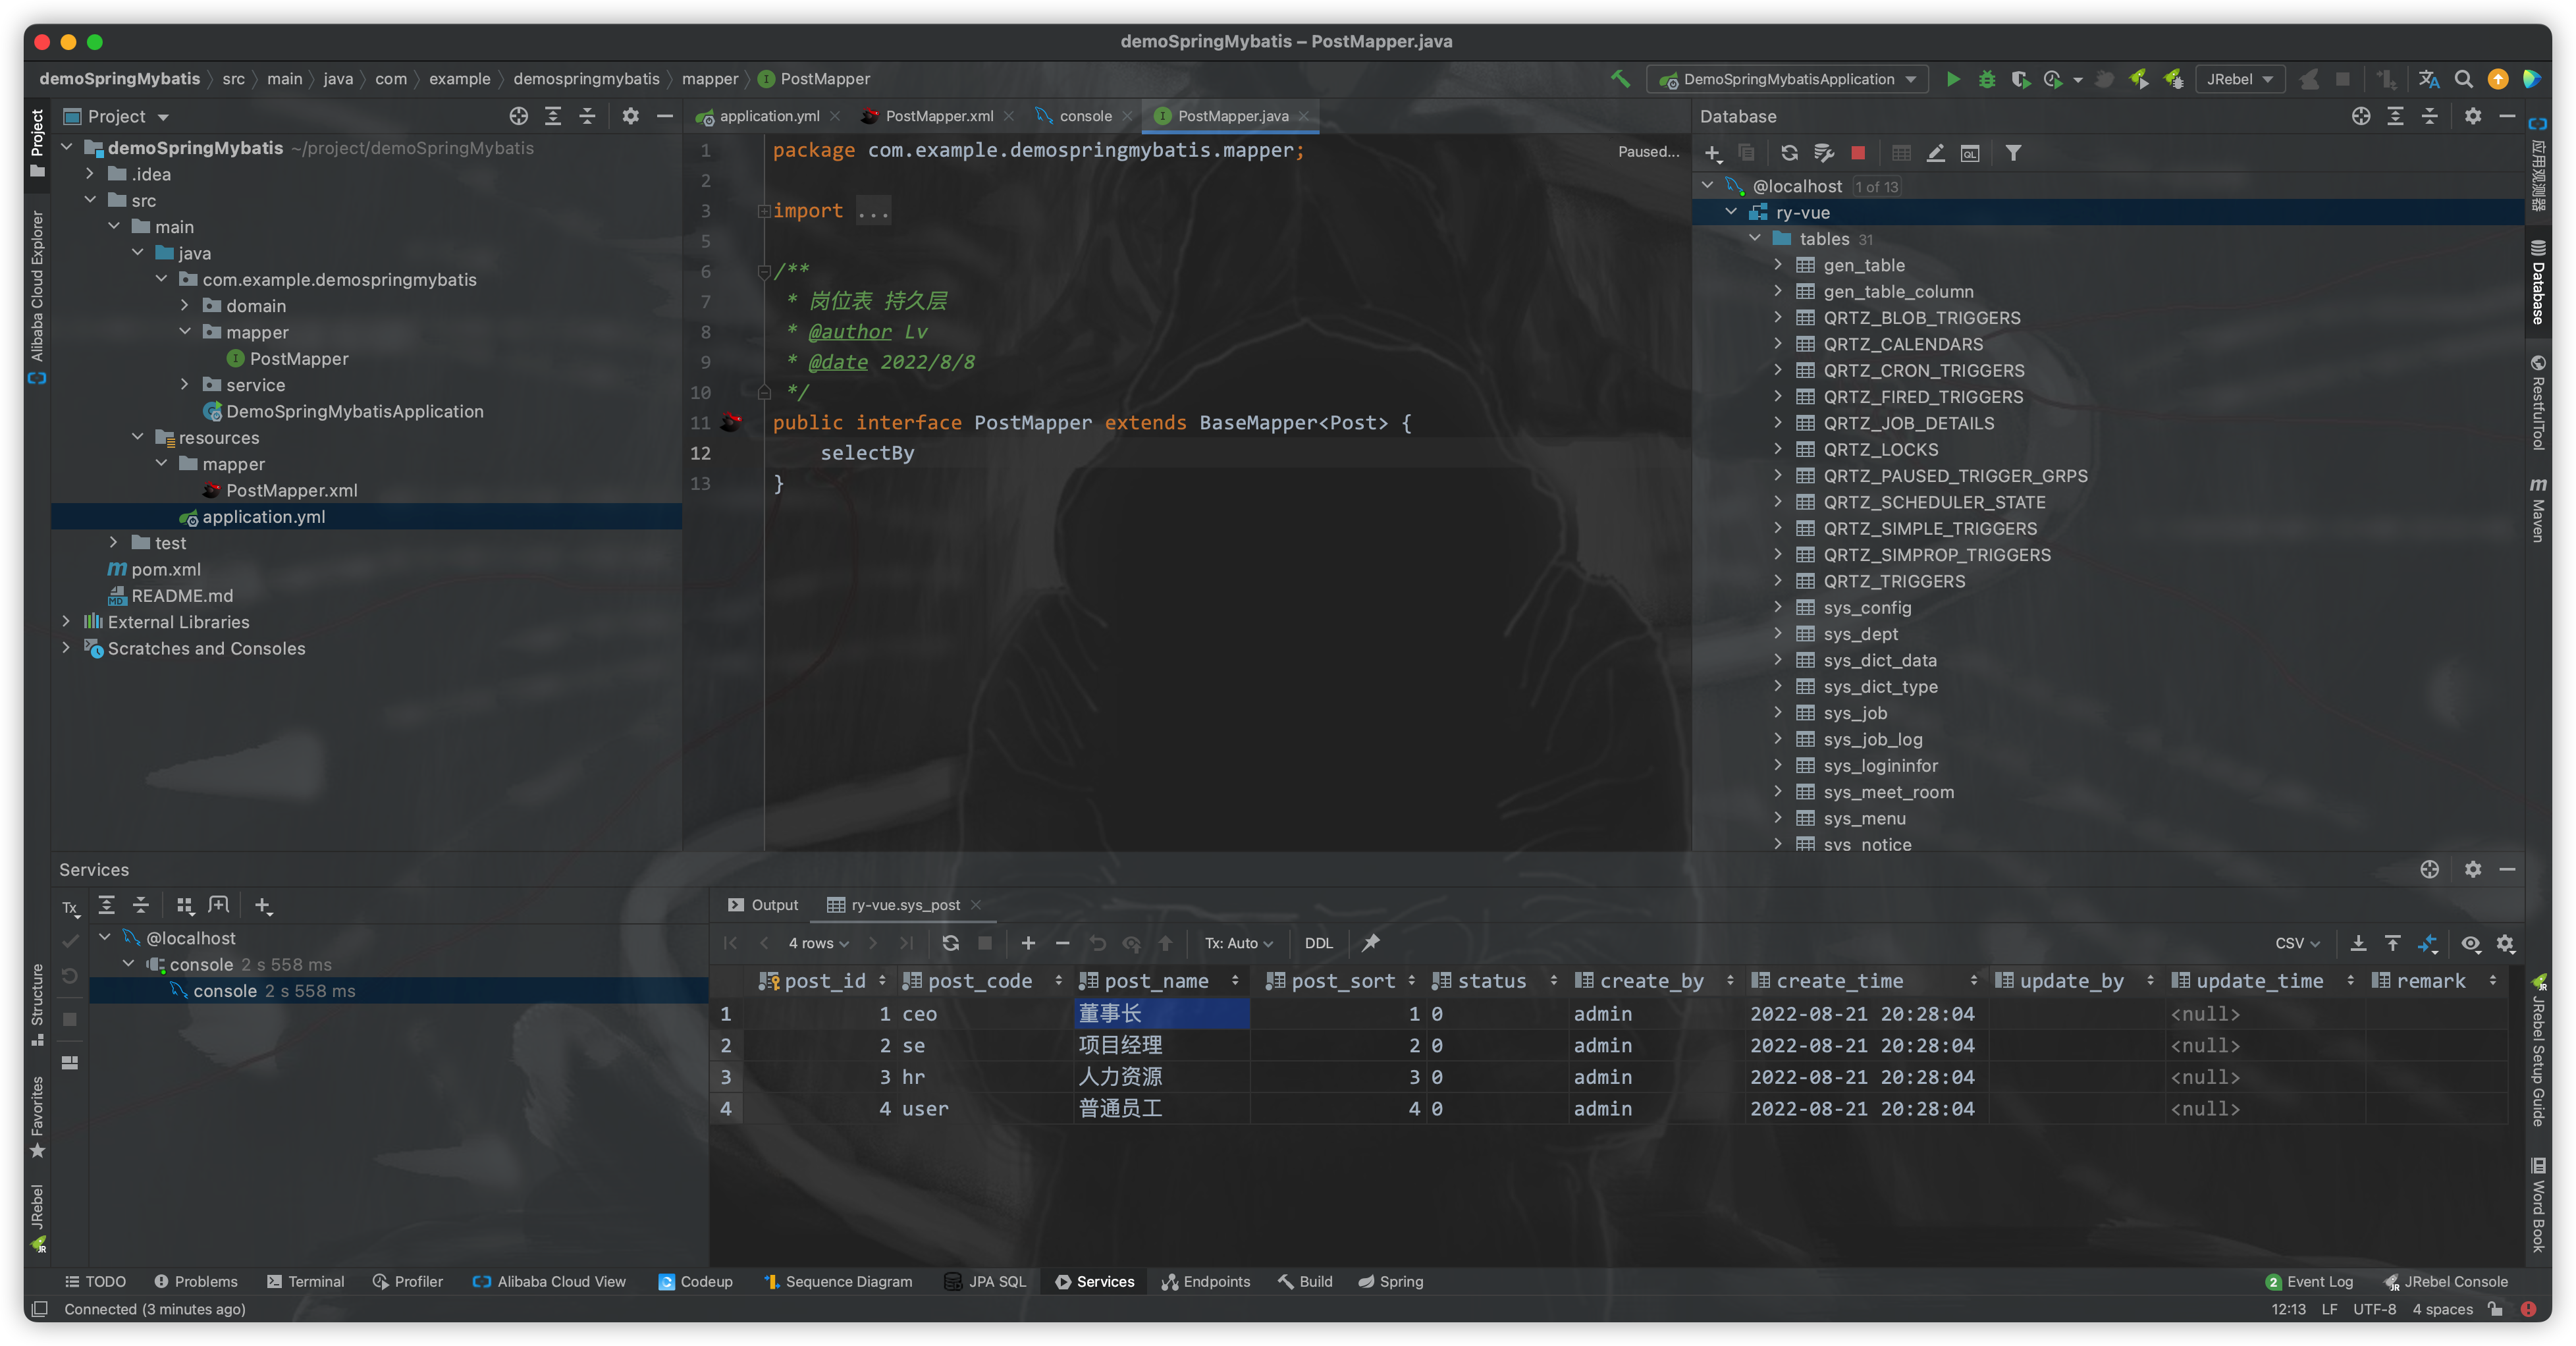 demoSpringMybatis – PostMapper.java
demoSpringMybatis src main java com example demospringmybatis mapper PostMapper
DemoSpringMybatisApplication
JRebel
Project
application.yml
PostMapper.xml
console
PostMapper.java
Database
demoSpringMybatis ~/project/demoSpringMybatis
.idea
src
main
java
com.example.demospringmybatis
domain
mapper
PostMapper
service
DemoSpringMybatisApplication
resources
mapper
PostMapper.xml
application.yml
test
pom.xml
README.md
External Libraries
Scratches and Consoles
1 package com.example.demospringmybatis.mapper;
Paused...
2
3 import ...
5
6 /**
7 * 岗位表 持久层
8 * @author Lv
9 * @date 2022/8/8
10 */
11 public interface PostMapper extends BaseMapper<Post> {
12 selectBy
13 }
@localhost 1 of 13
ry-vue
tables 31
gen_table
gen_table_column
QRTZ_BLOB_TRIGGERS
QRTZ_CALENDARS
QRTZ_CRON_TRIGGERS
QRTZ_FIRED_TRIGGERS
QRTZ_JOB_DETAILS
QRTZ_LOCKS
QRTZ_PAUSED_TRIGGER_GRPS
QRTZ_SCHEDULER_STATE
QRTZ_SIMPLE_TRIGGERS
QRTZ_SIMPROP_TRIGGERS
QRTZ_TRIGGERS
sys_config
sys_dept
sys_dict_data
sys_dict_type
sys_job
sys_job_log
sys_logininfor
sys_meet_room
sys_menu
sys_notice
Project
Alibaba Cloud Explorer
Structure
Favorites
JRebel
应用观测器
Database
RestfulTool
Maven
JRebel Setup Guide
Word Book
Services
Tx
@localhost
console 2 s 558 ms
console 2 s 558 ms
Output
ry-vue.sys_post
4 rows
Tx: Auto
DDL
CSV
post_id post_code post_name post_sort status create_by create_time update_by update_time remark
1 1 ceo 董事长 1 0 admin 2022-08-21 20:28:04 <null>
2 2 se 项目经理 2 0 admin 2022-08-21 20:28:04 <null>
3 3 hr 人力资源 3 0 admin 2022-08-21 20:28:04 <null>
4 4 user 普通员工 4 0 admin 2022-08-21 20:28:04 <null>
TODO Problems Terminal Profiler Alibaba Cloud View Codeup Sequence Diagram JPA SQL Services Endpoints Build Spring
2 Event Log JRebel Console
Connected (3 minutes ago)
12:13 LF UTF-8 4 spaces